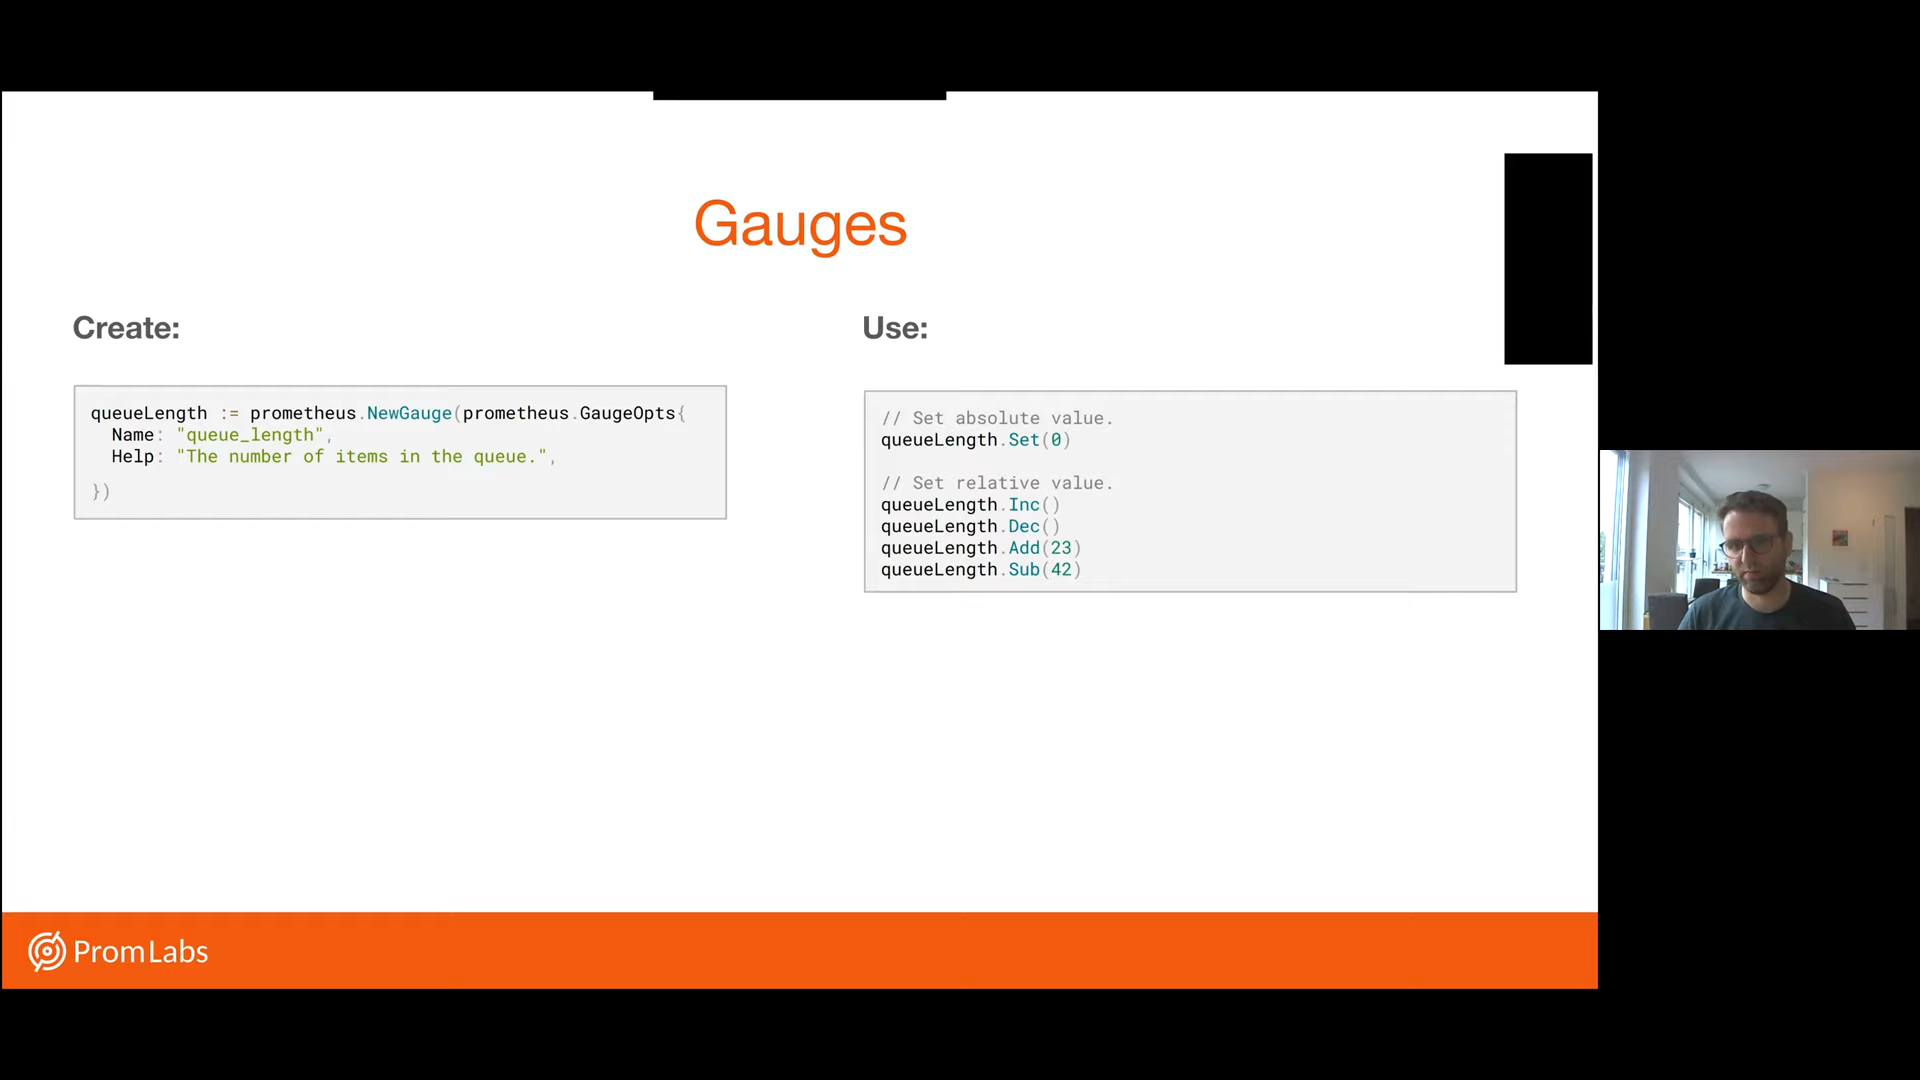 Gauges
Create:
queueLength := prometheus.NewGauge(prometheus.GaugeOpts{
  Name: "queue_length",
  Help: "The number of items in the queue.",
})
Use:
// Set absolute value.
queueLength.Set(0)
// Set relative value.
queueLength.Inc()
queueLength.Dec()
queueLength.Add(23)
queueLength.Sub(42)
PromLabs